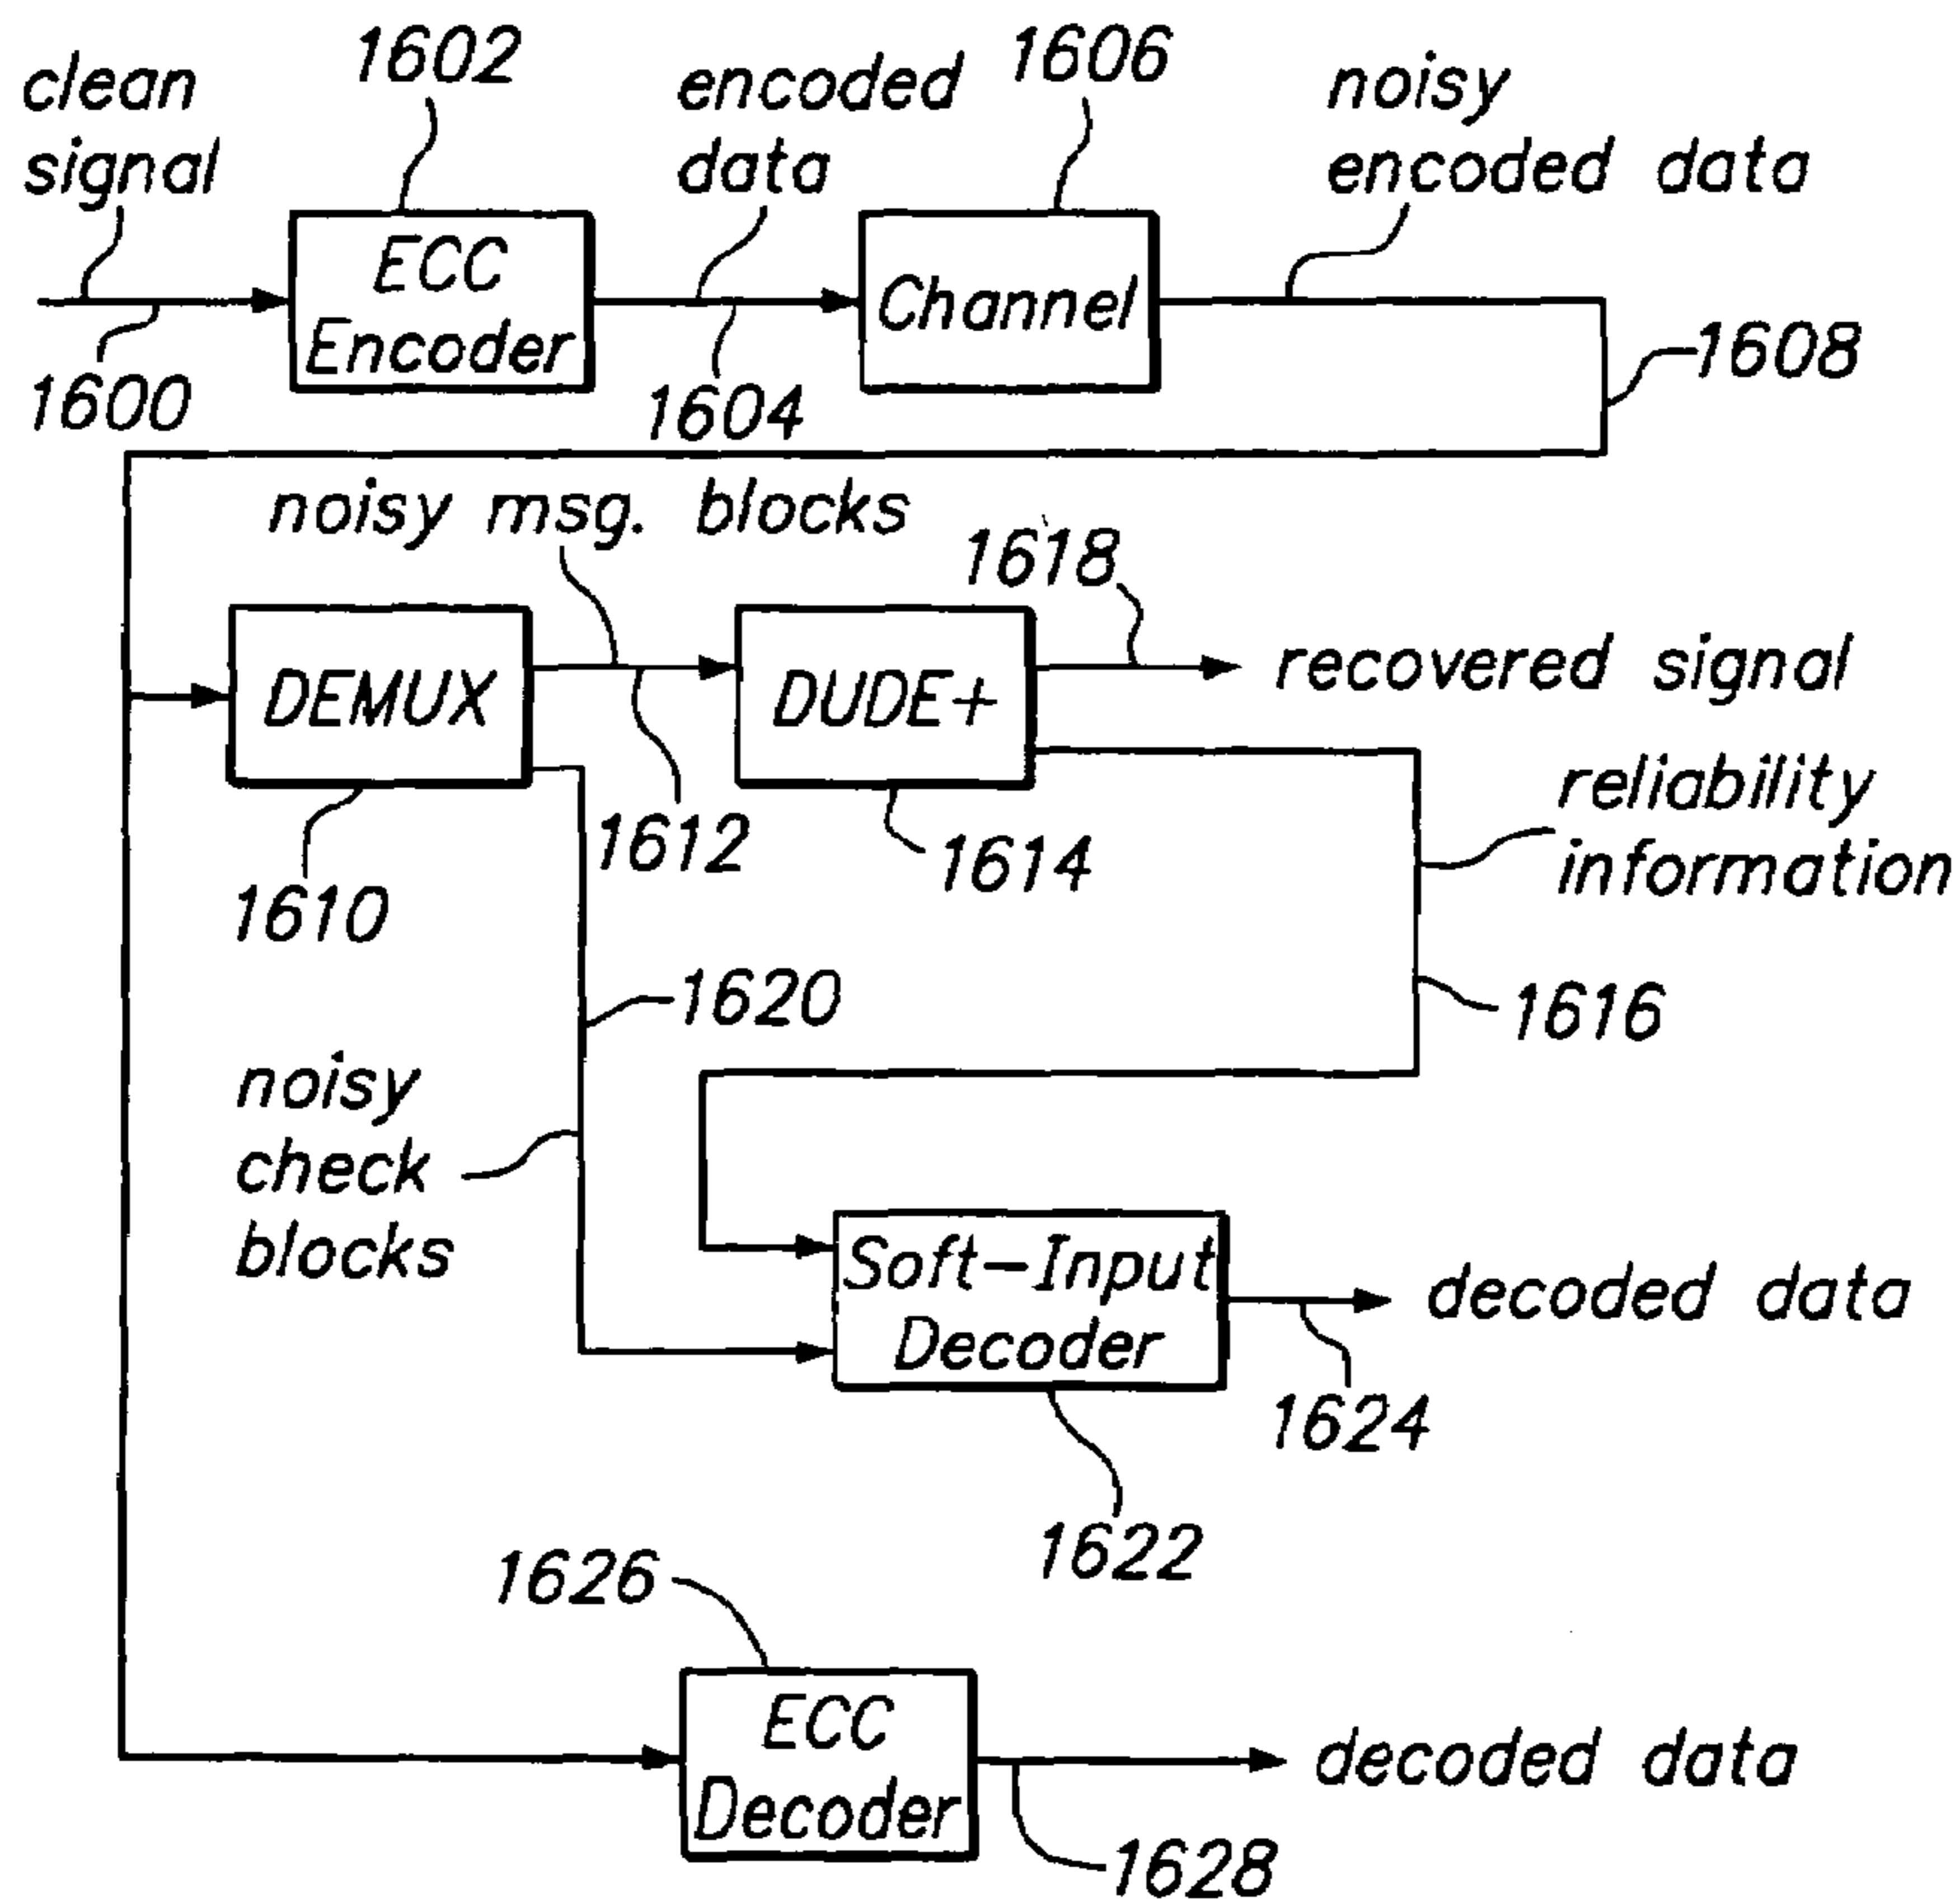 clean
signal
1602
encoded
data
1606
noisy
encoded data
ECC
Encoder
Channel
1600
1604
1608
noisy msg. blocks
1618
DEMUX
DUDE+
recovered signal
reliability
information
1612
1614
1610
1620
1616
noisy
check
blocks
Soft-Input
Decoder
decoded data
1624
1622
1626
ECC
Decoder
decoded data
1628